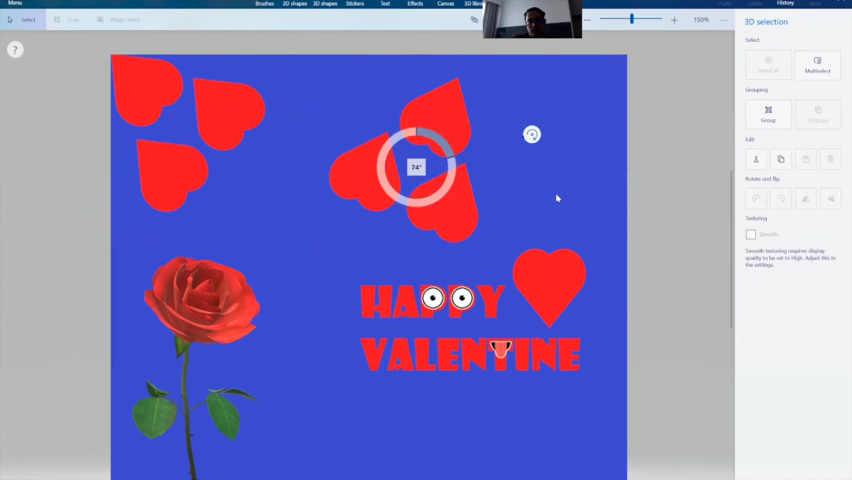 Menu
Brushes 2D shapes 3D shapes Stickers Text Effects Canvas History
Select Crop Magic select 150%
?
3D selection
Select
Select all Multiselect
Grouping
Group Ungroup
Edit
Rotate and flip
Texturing
Smooth
Smooth texturing requires display
quality to be set to High. Adjust this in
the settings.
74°
HAPPY
VALENTINE